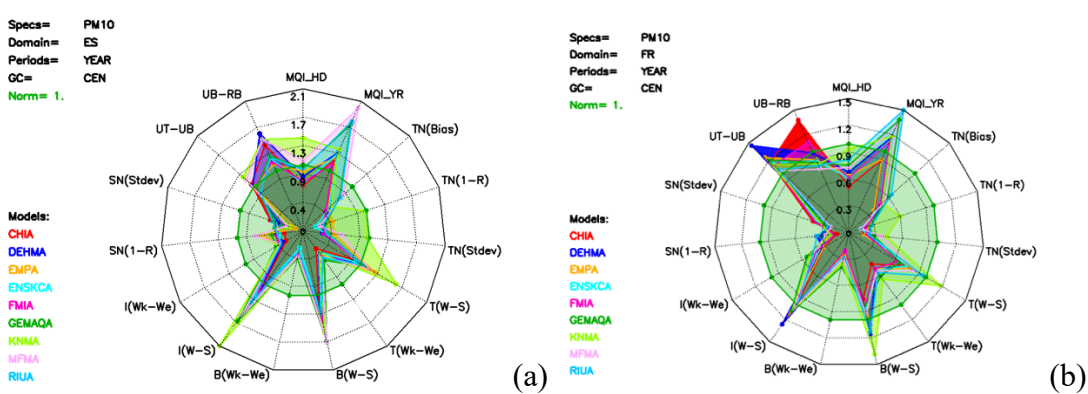 Specs= PM10
Domain= ES
Periods= YEAR
GC= CEN
Norm= 1.
MQI_HD
MQI_YR
TN(Bias)
TN(1-R)
TN(Stdev)
T(W-S)
T(Wk-We)
B(W-S)
B(Wk-We)
I(W-S)
I(Wk-We)
SN(1-R)
SN(Stdev)
UT-UB
UB-RB
2.1
1.7
1.3
0.9
0.4
0
Models:
CHIA
DEHMA
EMPA
ENSKCA
FMIA
GEMAQA
KNMA
MFMA
RIUA
(a)
Specs= PM10
Domain= FR
Periods= YEAR
GC= CEN
Norm= 1.
MQI_HD
MQI_YR
TN(Bias)
TN(1-R)
TN(Stdev)
T(W-S)
T(Wk-We)
B(W-S)
B(Wk-We)
I(W-S)
I(Wk-We)
SN(1-R)
SN(Stdev)
UT-UB
UB-RB
1.5
1.2
0.9
0.6
0.3
0
Models:
CHIA
DEHMA
EMPA
ENSKCA
FMIA
GEMAQA
KNMA
MFMA
RIUA
(b)